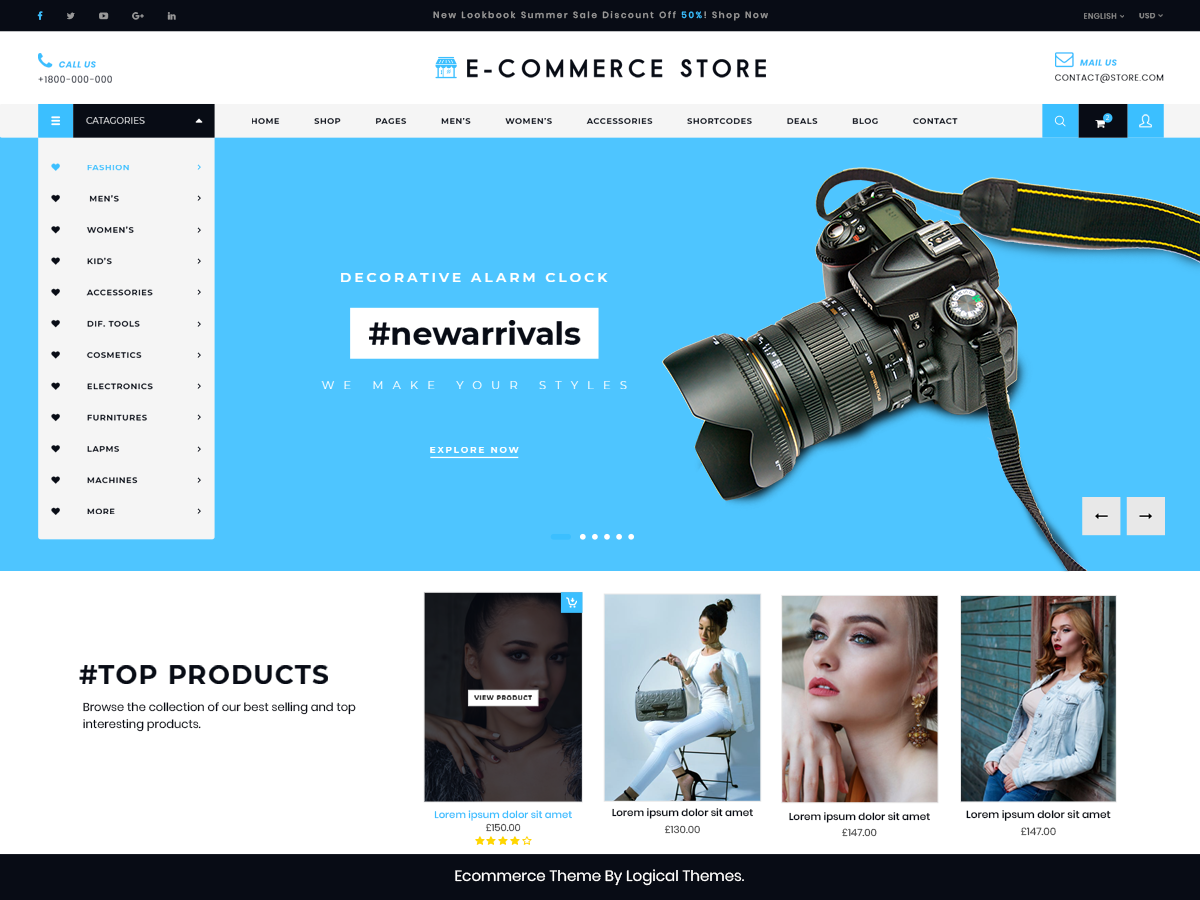 New Lookbook Summer Sale Discount Off 50%! Shop Now
ENGLISH
USD
CALL US
+1800-000-000
E-COMMERCE STORE
MAIL US
CONTACT@STORE.COM
CATAGORIES
HOME
SHOP
PAGES
MEN'S
WOMEN'S
ACCESSORIES
SHORTCODES
DEALS
BLOG
CONTACT
2
FASHION
MEN'S
WOMEN'S
KID'S
ACCESSORIES
DIF. TOOLS
COSMETICS
ELECTRONICS
FURNITURES
LAPMS
MACHINES
MORE
DECORATIVE ALARM CLOCK
#newarrivals
WE MAKE YOUR STYLES
EXPLORE NOW
Nikon
#TOP PRODUCTS
Browse the collection of our best selling and top
interesting products.
VIEW PRODUCT
Lorem ipsum dolor sit amet
£150.00
Lorem ipsum dolor sit amet
£130.00
Lorem ipsum dolor sit amet
£147.00
Lorem ipsum dolor sit amet
£147.00
Ecommerce Theme By Logical Themes.